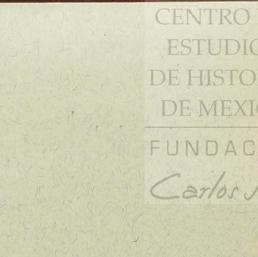 CENTRO
ESTUDIO
DE HISTO
DE MEXIC
FUNDAC
Carlos